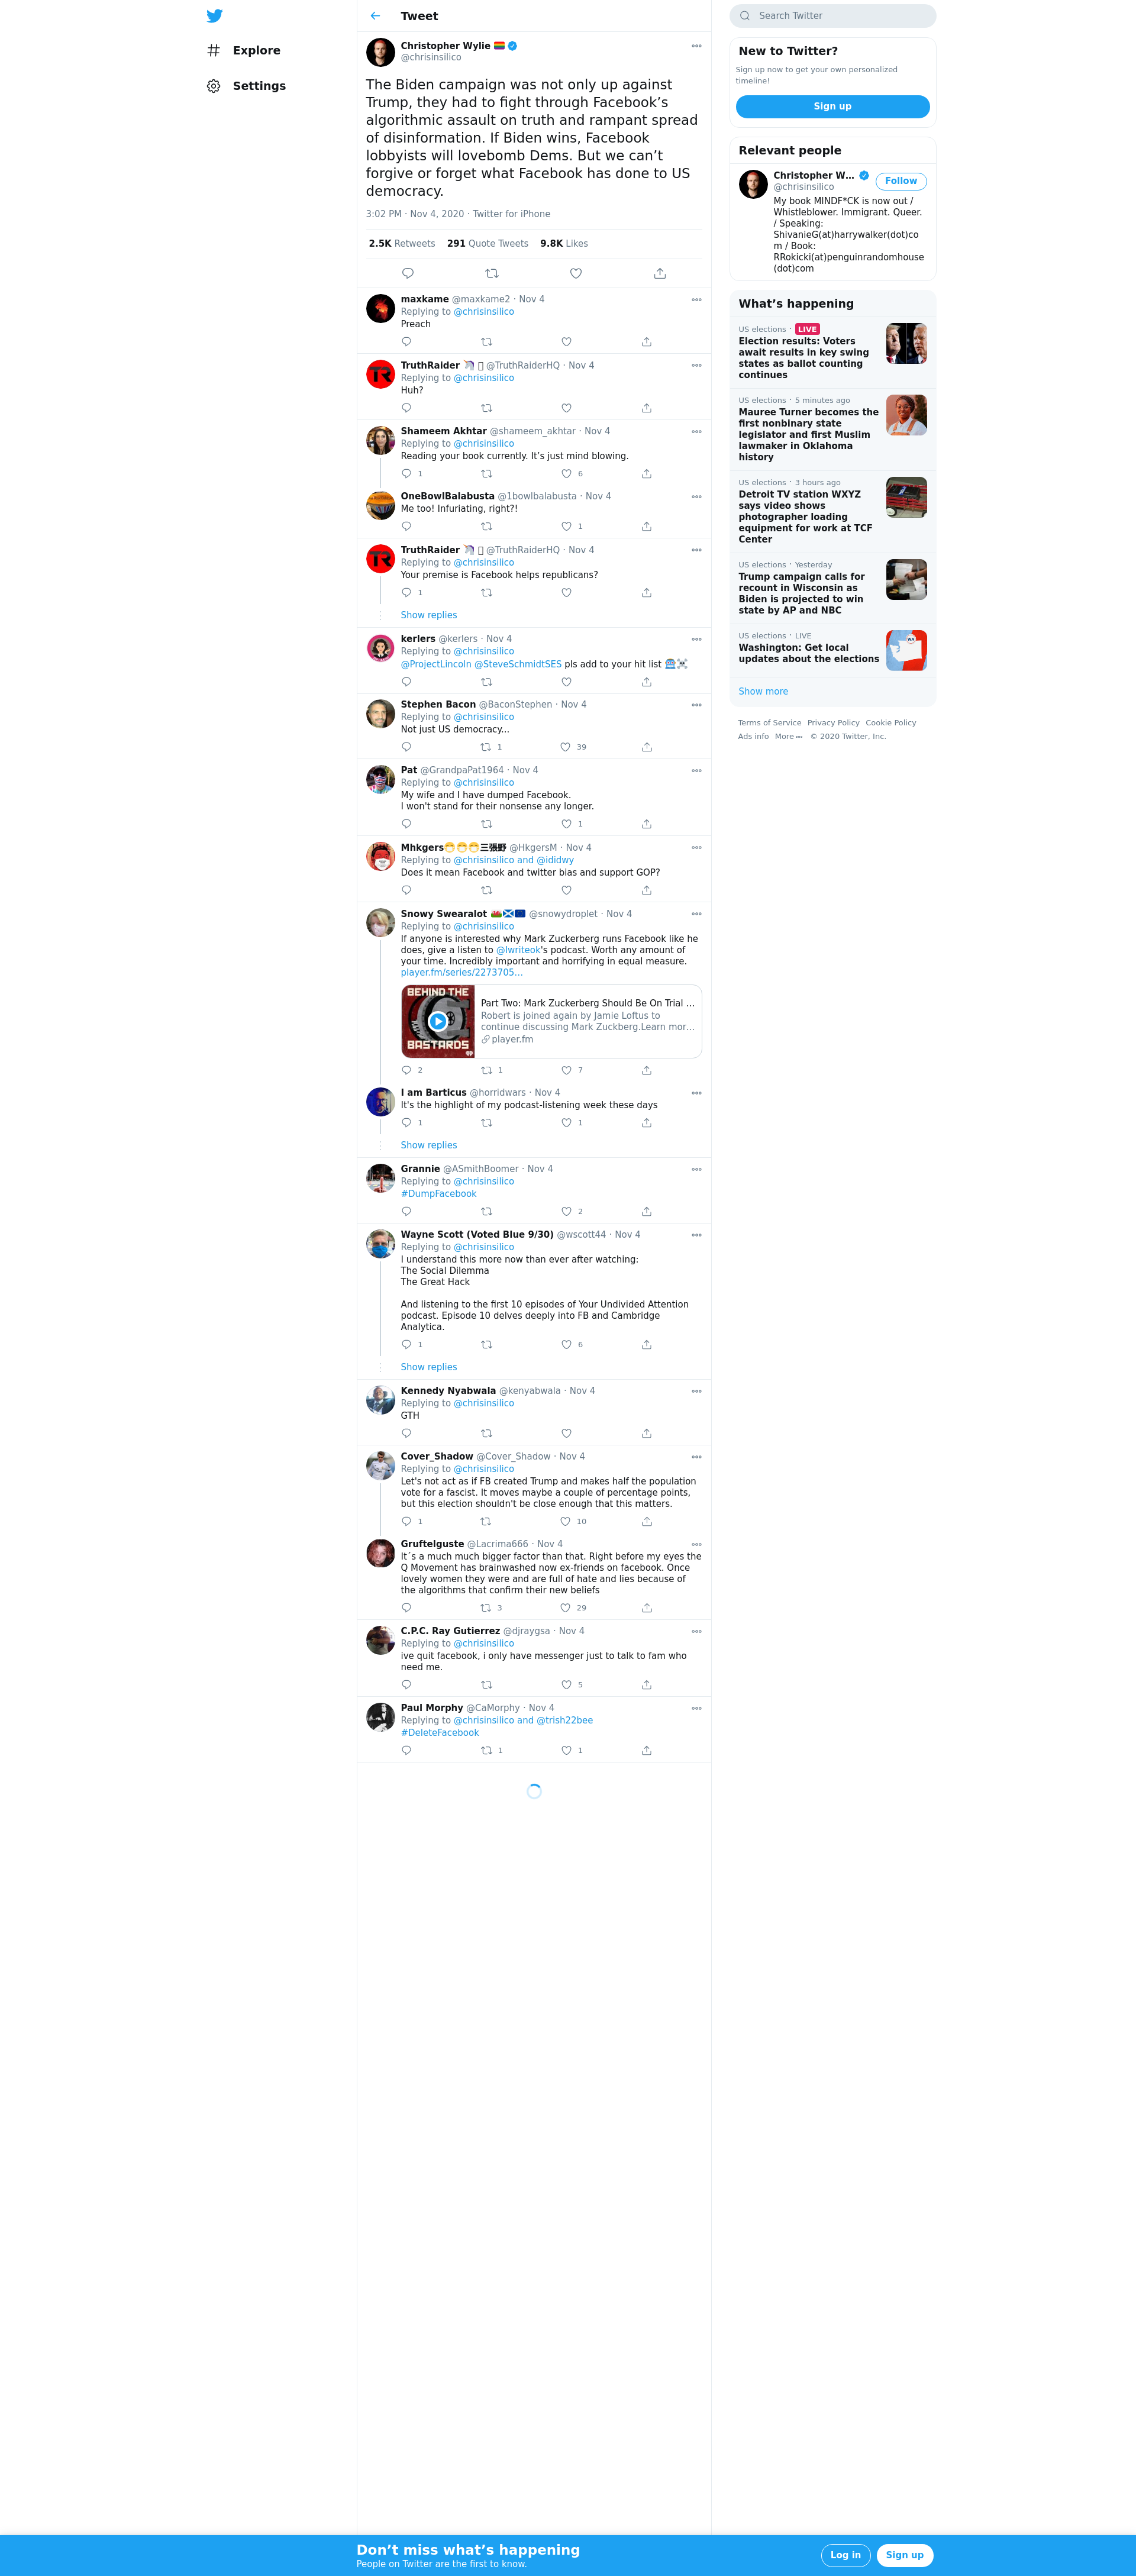 Explore
Settings
Tweet
Christopher Wylie
@chrisinsilico
The Biden campaign was not only up against
Trump, they had to fight through Facebook’s
algorithmic assault on truth and rampant spread
of disinformation. If Biden wins, Facebook
lobbyists will lovebomb Dems. But we can’t
forgive or forget what Facebook has done to US
democracy.
3:02 PM · Nov 4, 2020 · Twitter for iPhone
2.5K Retweets 291 Quote Tweets 9.8K Likes
maxkame @maxkame2 · Nov 4
Replying to @chrisinsilico
Preach
TruthRaider @TruthRaiderHQ · Nov 4
Replying to @chrisinsilico
Huh?
Shameem Akhtar @shameem_akhtar · Nov 4
Replying to @chrisinsilico
Reading your book currently. It’s just mind blowing.
1 6
OneBowlBalabusta @1bowlbalabusta · Nov 4
Me too! Infuriating, right?!
1
TruthRaider @TruthRaiderHQ · Nov 4
Replying to @chrisinsilico
Your premise is Facebook helps republicans?
1
Show replies
kerlers @kerlers · Nov 4
Replying to @chrisinsilico
@ProjectLincoln @SteveSchmidtSES pls add to your hit list
Stephen Bacon @BaconStephen · Nov 4
Replying to @chrisinsilico
Not just US democracy...
1 39
Pat @GrandpaPat1964 · Nov 4
Replying to @chrisinsilico
My wife and I have dumped Facebook.
I won't stand for their nonsense any longer.
1
Mhkgers😷😷😷三張野 @HkgersM · Nov 4
Replying to @chrisinsilico and @ididwy
Does it mean Facebook and twitter bias and support GOP?
Snowy Swearalot @snowydroplet · Nov 4
Replying to @chrisinsilico
If anyone is interested why Mark Zuckerberg runs Facebook like he
does, give a listen to @IwriteoK's podcast. Worth any amount of
your time. Incredibly important and horrifying in equal measure.
player.fm/series/2273705…
BEHIND THE
BASTARDS
Part Two: Mark Zuckerberg Should Be On Trial ...
Robert is joined again by Jamie Loftus to
continue discussing Mark Zuckberg.Learn mor...
player.fm
2 1 7
I am Barticus @horridwars · Nov 4
It's the highlight of my podcast-listening week these days
1 1
Show replies
Grannie @ASmithBoomer · Nov 4
Replying to @chrisinsilico
#DumpFacebook
2
Wayne Scott (Voted Blue 9/30) @wscott44 · Nov 4
Replying to @chrisinsilico
I understand this more now than ever after watching:
The Social Dilemma
The Great Hack
And listening to the first 10 episodes of Your Undivided Attention
podcast. Episode 10 delves deeply into FB and Cambridge
Analytica.
1 6
Show replies
Kennedy Nyabwala @kenyabwala · Nov 4
Replying to @chrisinsilico
GTH
Cover_Shadow @Cover_Shadow · Nov 4
Replying to @chrisinsilico
Let's not act as if FB created Trump and makes half the population
vote for a fascist. It moves maybe a couple of percentage points,
but this election shouldn't be close enough that this matters.
1 10
Gruftelguste @Lacrima666 · Nov 4
It´s a much much bigger factor than that. Right before my eyes the
Q Movement has brainwashed now ex-friends on facebook. Once
lovely women they were and are full of hate and lies because of
the algorithms that confirm their new beliefs
3 29
C.P.C. Ray Gutierrez @djraygsa · Nov 4
Replying to @chrisinsilico
ive quit facebook, i only have messenger just to talk to fam who
need me.
5
Paul Morphy @CaMorphy · Nov 4
Replying to @chrisinsilico and @trish22bee
#DeleteFacebook
1 1
Search Twitter
New to Twitter?
Sign up now to get your own personalized
timeline!
Sign up
Relevant people
Christopher W…
@chrisinsilico
Follow
My book MINDF*CK is now out /
Whistleblower. Immigrant. Queer.
/ Speaking:
ShivanieG(at)harrywalker(dot)co
m / Book:
RRokicki(at)penguinrandomhouse
(dot)com
What’s happening
US elections · LIVE
Election results: Voters
await results in key swing
states as ballot counting
continues
US elections · 5 minutes ago
Mauree Turner becomes the
first nonbinary state
legislator and first Muslim
lawmaker in Oklahoma
history
US elections · 3 hours ago
Detroit TV station WXYZ
says video shows
photographer loading
equipment for work at TCF
Center
US elections · Yesterday
Trump campaign calls for
recount in Wisconsin as
Biden is projected to win
state by AP and NBC
US elections · LIVE
Washington: Get local
updates about the elections
WA
Show more
Terms of Service Privacy Policy Cookie Policy
Ads info More © 2020 Twitter, Inc.
Don’t miss what’s happening
People on Twitter are the first to know.
Log in
Sign up